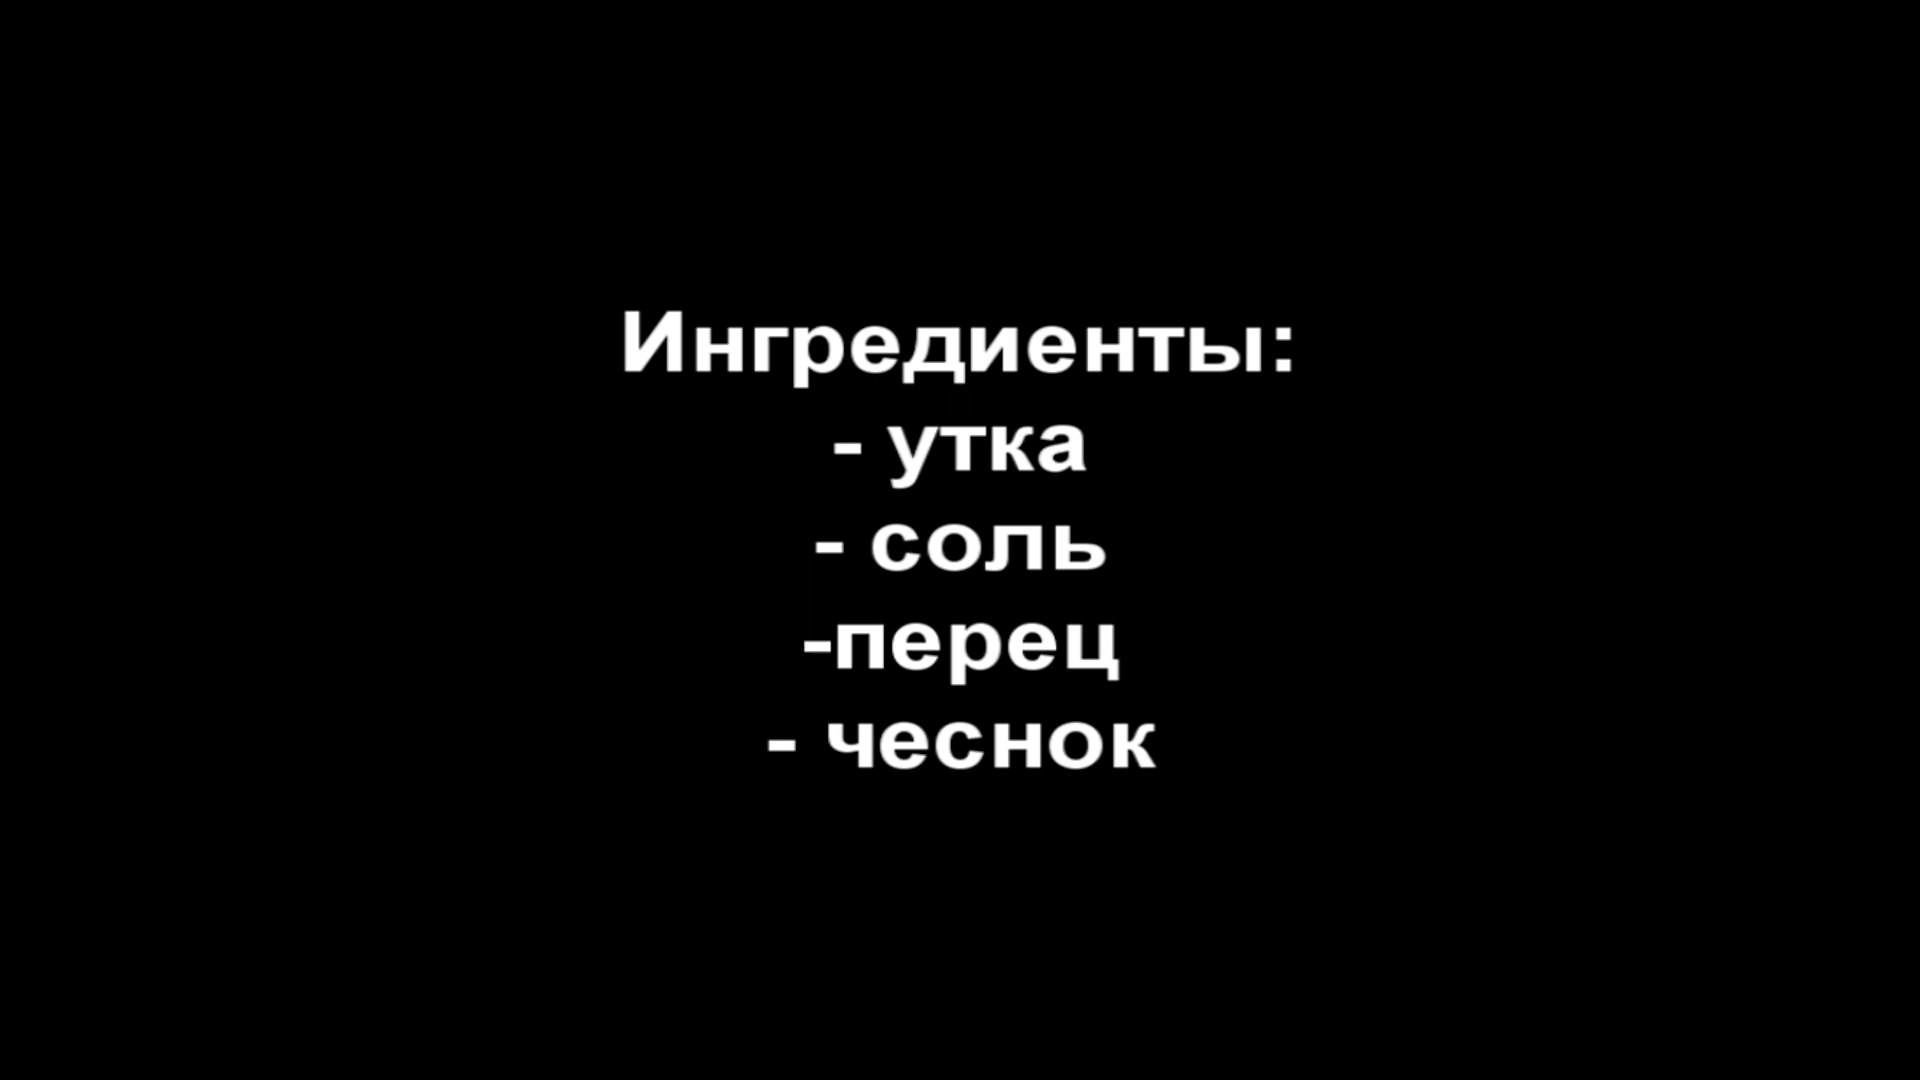 Ингредиенты:
- утка
- соль
-перец
- чеснок